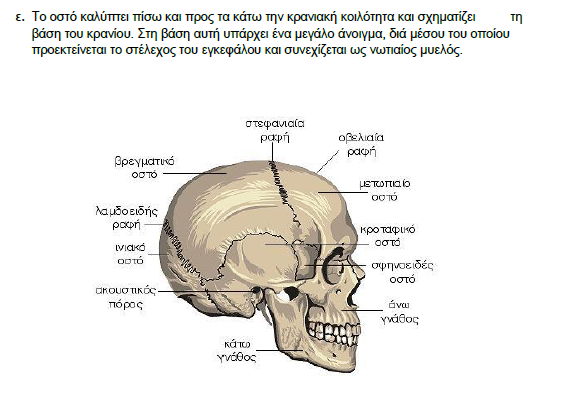 ε. Το οστό καλύπτει πίσω και προς τα κάτω την κρανιακή κοιλότητα και σχηματίζει τη
βάση του κρανίου. Στη βάση αυτή υπάρχει ένα μεγάλο άνοιγμα, διά μέσου του οποίου
προεκτείνεται το στέλεχος του εγκεφάλου και συνεχίζεται ως νωτιαίος μυελός.
στεφανιαία
ραφή
οβελιαία
ραφή
βρεγματικό
οστό
μετωπιαίο
οστό
λαμδοειδής
ραφή
κροταφικό
οστό
ινιακό
οστό
σφηνοειδές
οστό
ακουστικός
πόρος
άνω
γνάθος
κάτω
γνάθος